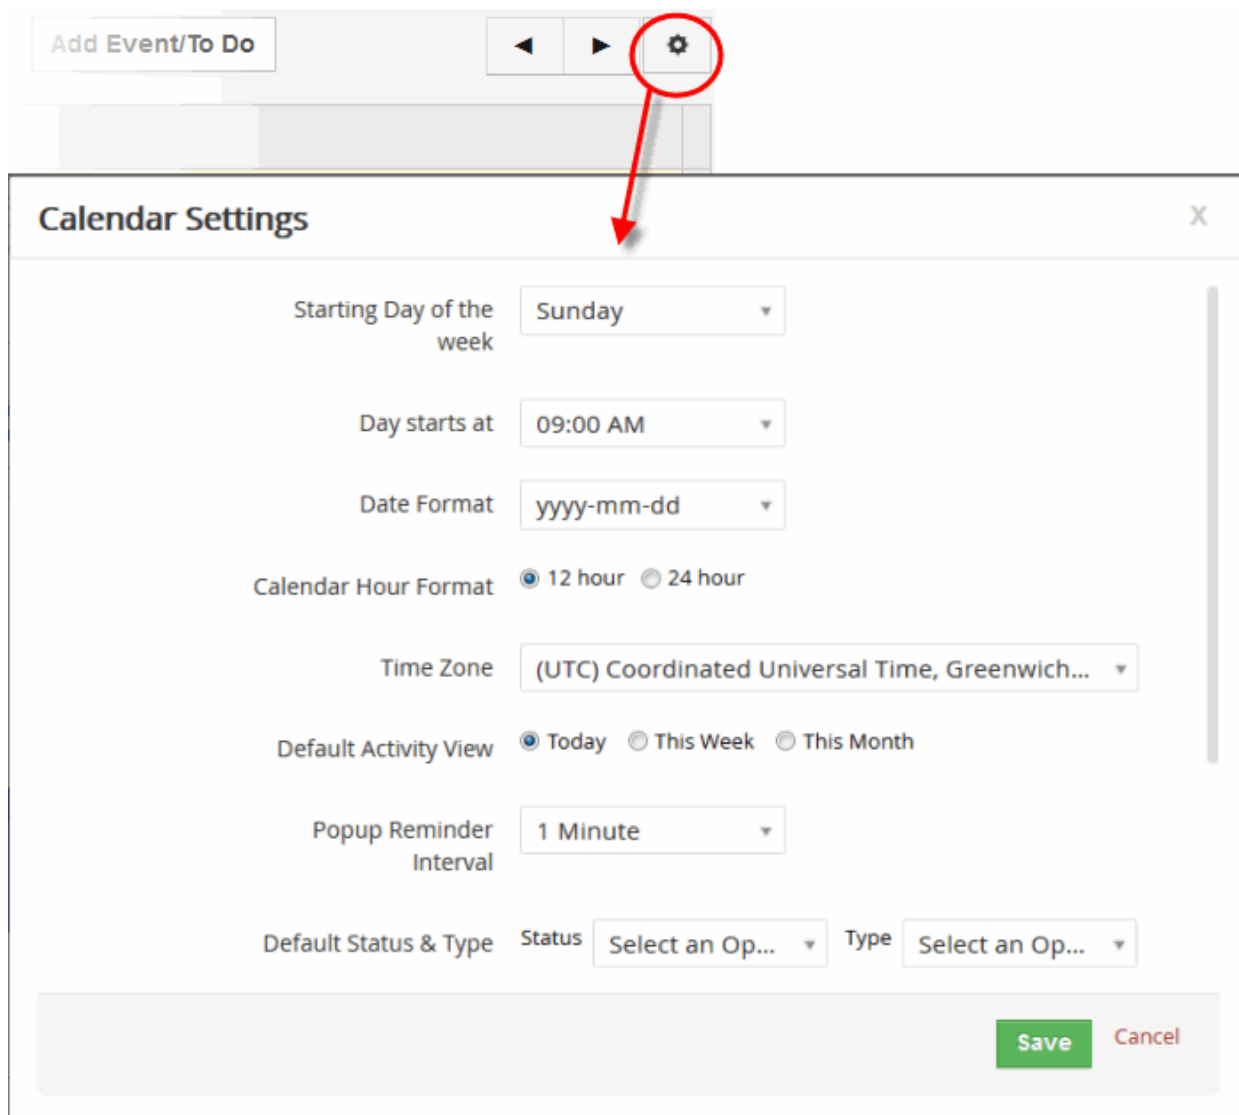 Add Event/To Do
Calendar Settings
X
Starting Day of the
week
Sunday
Day starts at
09:00 AM
Date Format
yyyy-mm-dd
Calendar Hour Format
12 hour
24 hour
Time Zone
(UTC) Coordinated Universal Time, Greenwich...
Default Activity View
Today
This Week
This Month
Popup Reminder
Interval
1 Minute
Default Status & Type
Status
Select an Op...
Type
Select an Op...
Save
Cancel